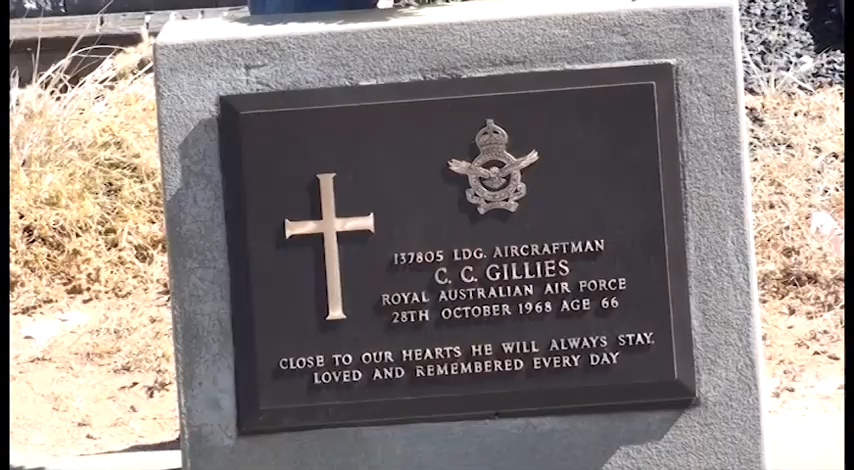 137805 LDG. AIRCRAFTMAN
C. C. GILLIES
ROYAL AUSTRALIAN AIR FORCE
28TH OCTOBER 1968 AGE 66
CLOSE TO OUR HEARTS HE WILL ALWAYS STAY,
LOVED AND REMEMBERED EVERY DAY